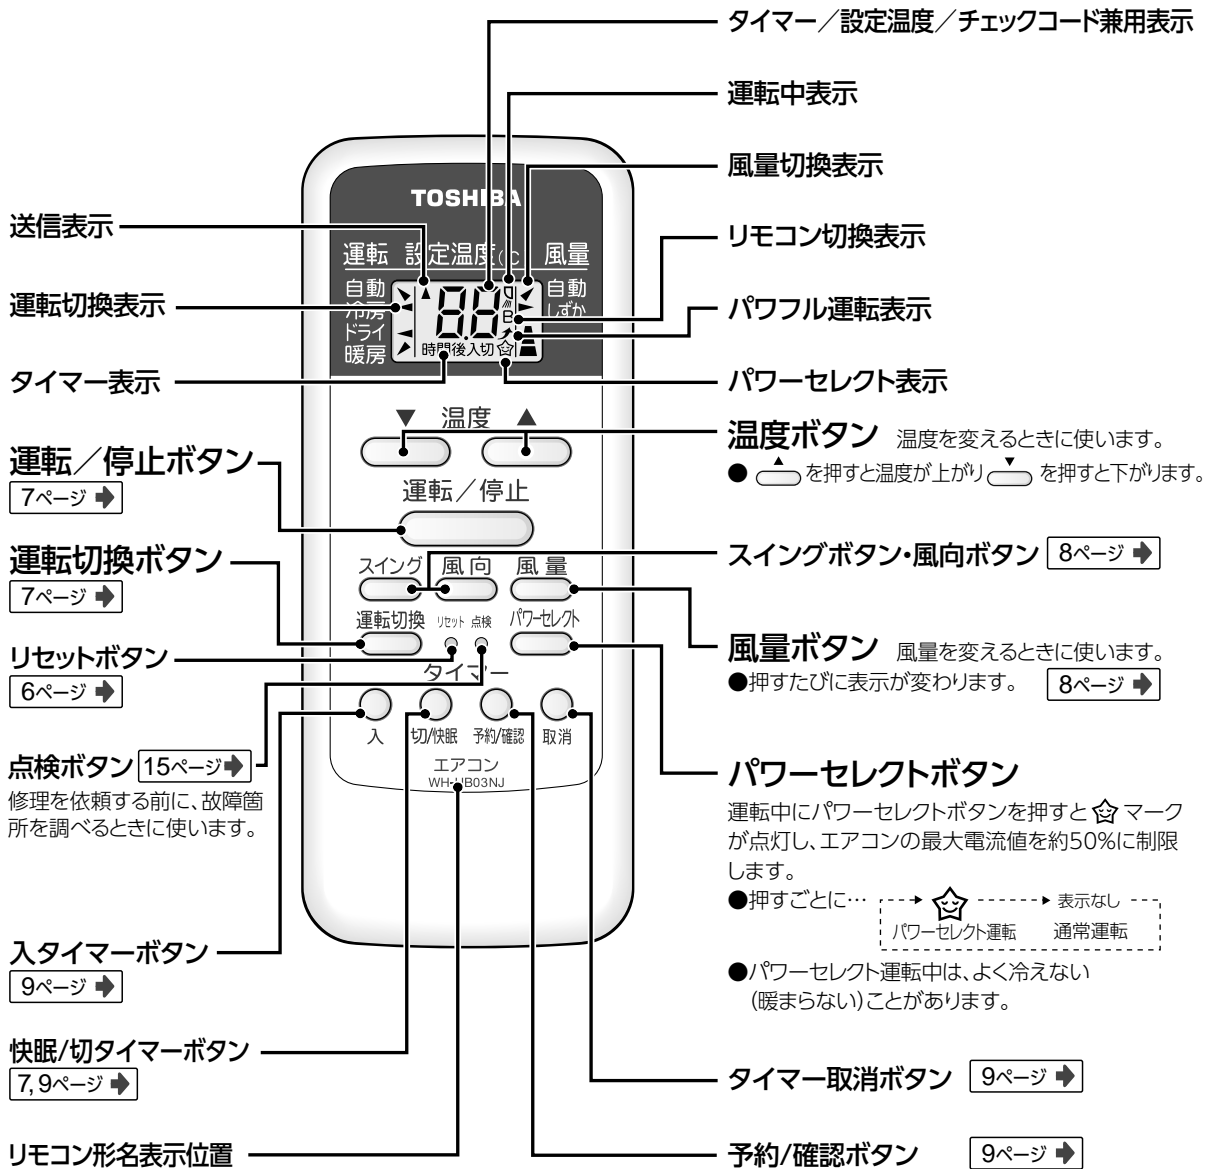 タイマー／設定温度／チェックコード兼用表示
運転中表示
風量切換表示
リモコン切換表示
パワフル運転表示
パワーセレクト表示
送信表示
運転切換表示
タイマー表示
運転／停止ボタン
7ページ
運転切換ボタン
7ページ
リセットボタン
6ページ
点検ボタン 15ページ
修理を依頼する前に、故障箇
所を調べるときに使います。
入タイマーボタン
9ページ
快眠/切タイマーボタン
7, 9ページ
リモコン形名表示位置
TOSHIBA
運転 設定温度(℃ 風量
自動
冷房
ドライ
暖房
88
B
時間後入切
自動
しずか
▼ 温度 ▲
運転／停止
スイング 風向 風量
運転切換 リセット 点検 パワーセレクト
タイマー
入 切/快眠 予約/確認 取消
エアコン
WH-UB03NJ
温度ボタン 温度を変えるときに使います。
● ▲ を押すと温度が上がり ▼ を押すと下がります。
スイングボタン・風向ボタン 8ページ
風量ボタン 風量を変えるときに使います。
●押すたびに表示が変わります。 8ページ
パワーセレクトボタン
運転中にパワーセレクトボタンを押すと マーク
が点灯し、エアコンの最大電流値を約50%に制限
します。
●押すごとに… 表示なし
パワーセレクト運転 通常運転
●パワーセレクト運転中は、よく冷えない
（暖まらない）ことがあります。
タイマー取消ボタン 9ページ
予約/確認ボタン 9ページ